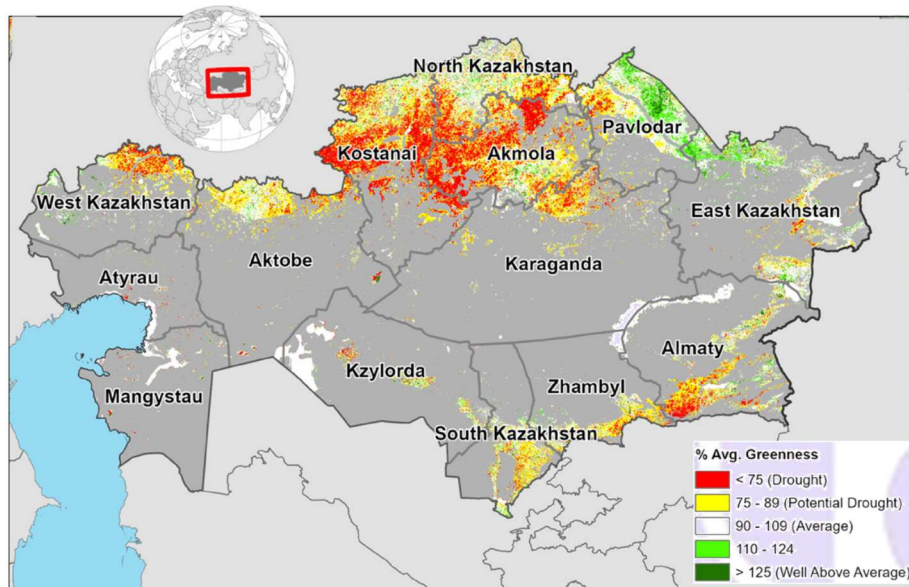 North Kazakhstan
Pavlodar
Kostanai
Akmola
West Kazakhstan
East Kazakhstan
Aktobe
Karaganda
Atyrau
Almaty
Kzylorda
Zhambyl
Mangystau
South Kazakhstan
% Avg. Greenness
< 75 (Drought)
75 - 89 (Potential Drought)
90 - 109 (Average)
110 - 124
> 125 (Well Above Average)